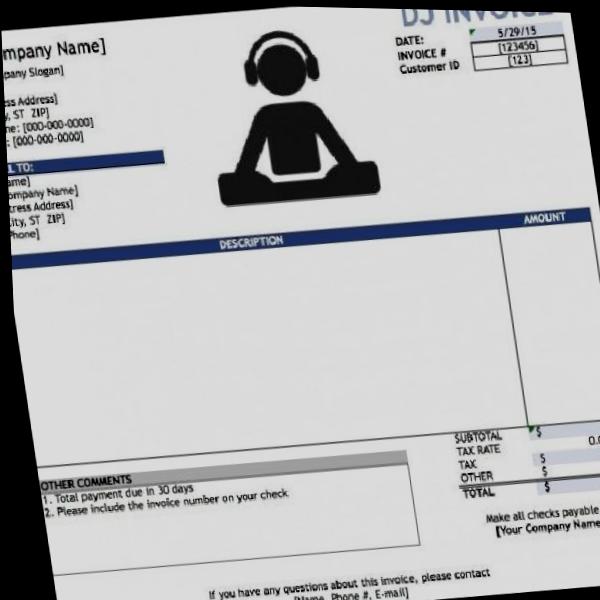 DJ INVOICE
mpany Name]
pany Slogan]
DATE: 5/29/15
INVOICE # [123456]
Customer ID [123]
ss Address]
, ST ZIP]
ne: [000-000-0000]
: [000-000-0000]
L TO:
ame]
ompany Name]
tress Address]
ity, ST ZIP]
Phone]
DESCRIPTION AMOUNT
SUBTOTAL $
TAX RATE 0.0
TAX $
OTHER $
TOTAL $
OTHER COMMENTS
1. Total payment due in 30 days
2. Please include the invoice number on your check
Make all checks payable
[Your Company Name
If you have any questions about this invoice, please contact
[Name, Phone #, E-mail]